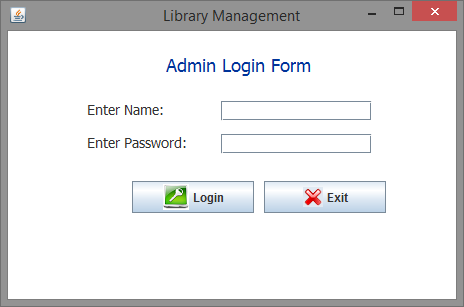 Library Management
Admin Login Form
Enter Name:
Enter Password:
Login Exit